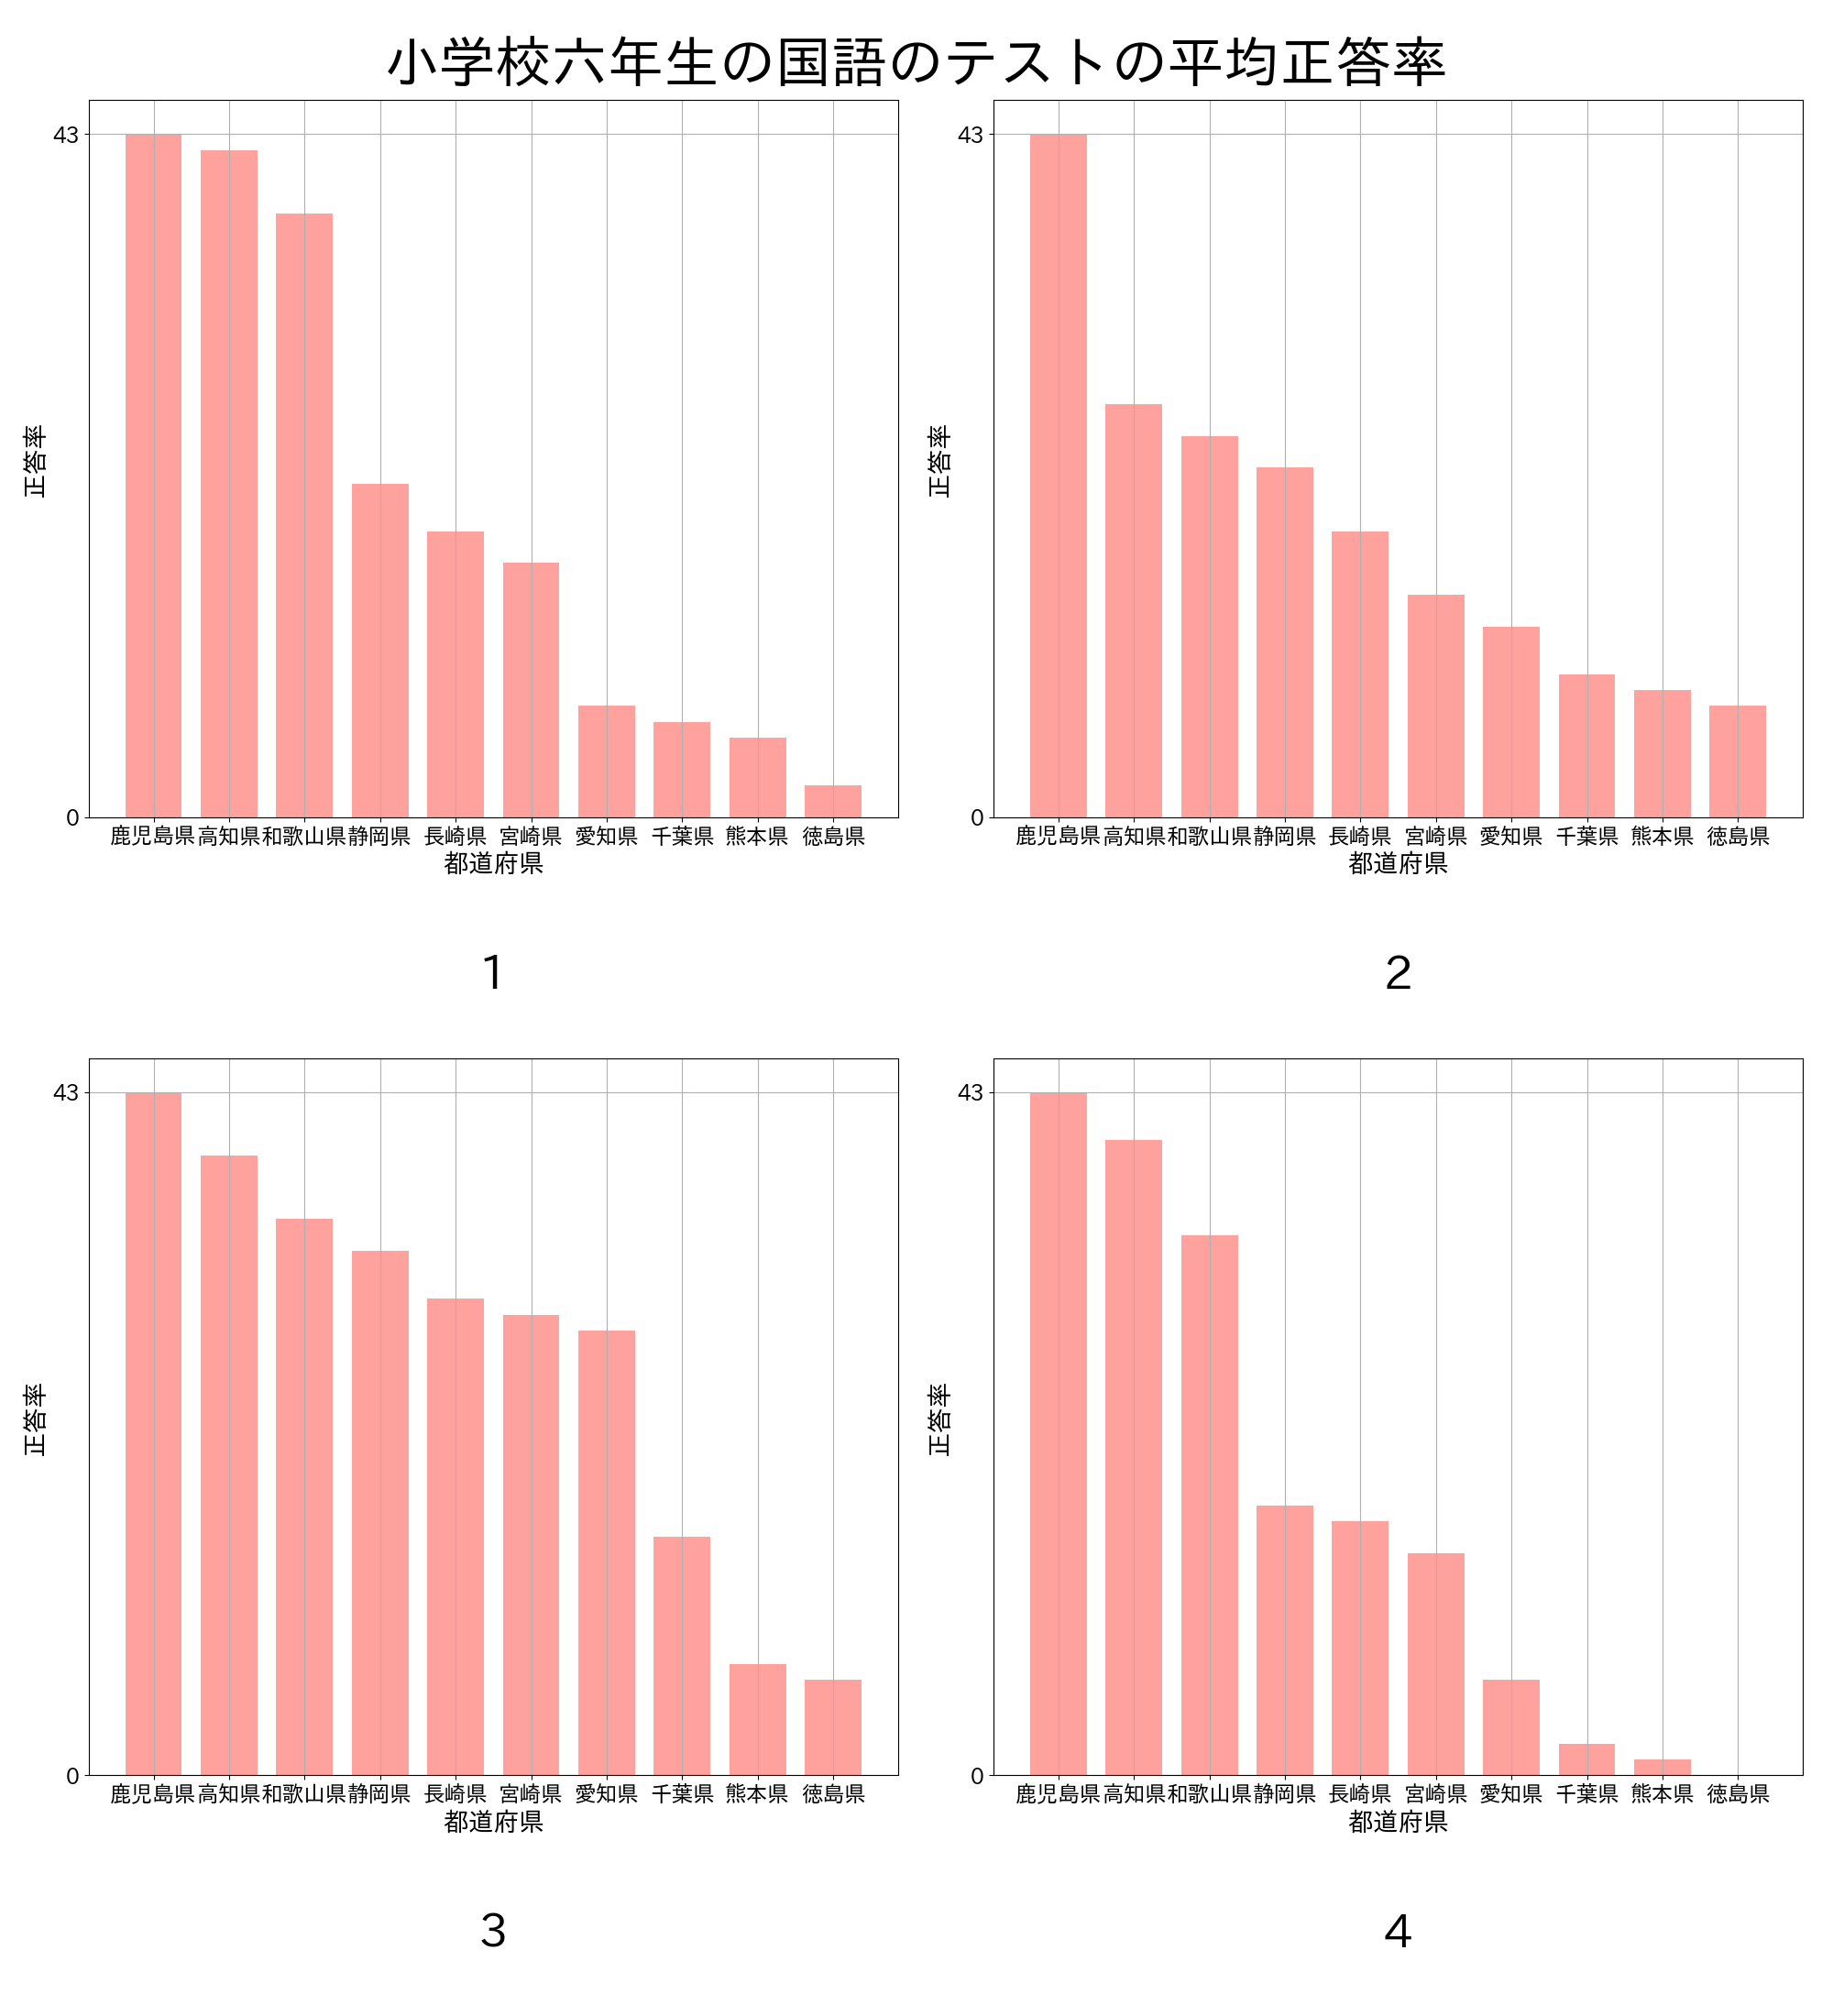 小学校六年生の国語のテストの平均正答率
43
0
正答率
鹿児島県 高知県 和歌山県 静岡県 長崎県 宮崎県 愛知県 千葉県 熊本県 徳島県
都道府県
1
43
0
正答率
鹿児島県 高知県 和歌山県 静岡県 長崎県 宮崎県 愛知県 千葉県 熊本県 徳島県
都道府県
2
43
0
正答率
鹿児島県 高知県 和歌山県 静岡県 長崎県 宮崎県 愛知県 千葉県 熊本県 徳島県
都道府県
3
43
0
正答率
鹿児島県 高知県 和歌山県 静岡県 長崎県 宮崎県 愛知県 千葉県 熊本県 徳島県
都道府県
4